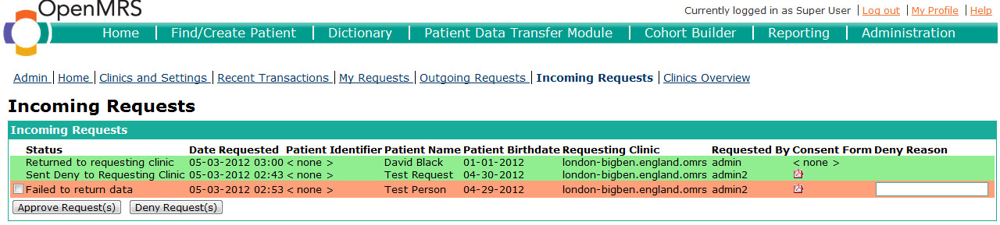 OpenMRS
Currently logged in as Super User | Log out | My Profile | Help
Home | Find/Create Patient | Dictionary | Patient Data Transfer Module | Cohort Builder | Reporting | Administration
Admin | Home | Clinics and Settings | Recent Transactions | My Requests | Outgoing Requests | Incoming Requests | Clinics Overview
Incoming Requests
Incoming Requests
Status Date Requested Patient Identifier Patient Name Patient Birthdate Requesting Clinic Requested By Consent Form Deny Reason
Returned to requesting clinic 05-03-2012 03:00 < none > David Black 01-01-2012 london-bigben.england.omrs admin < none >
Sent Deny to Requesting Clinic 05-03-2012 02:43 < none > Test Request 04-30-2012 london-bigben.england.omrs admin2
Failed to return data 05-03-2012 02:53 < none > Test Person 04-29-2012 london-bigben.england.omrs admin2
Approve Request(s) Deny Request(s)